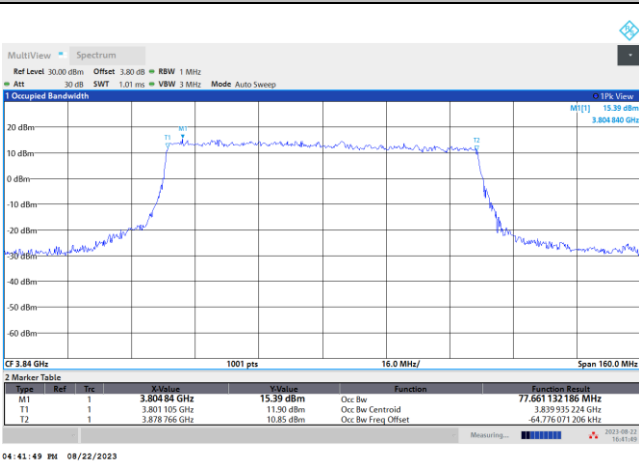 MultiView Spectrum
Ref Level 30.00 dBm Offset 3.80 dB RBW 1 MHz
Att 30 dB SWT 1.01 ms VBW 3 MHz Mode Auto Sweep
1 Occupied Bandwidth 1Pk View
M1[1] 15.39 dBm
3.804 840 GHz
20 dBm
T1 M1 T2
10 dBm
0 dBm
-10 dBm
-20 dBm
-30 dBm
-40 dBm
-50 dBm
-60 dBm
CF 3.84 GHz 1001 pts 16.0 MHz/ Span 160.0 MHz
2 Marker Table
Type Ref Trc X-Value Y-Value Function Function Result
M1 1 3.80484 GHz 15.39 dBm Occ Bw 77.661 132 186 MHz
T1 1 3.801 105 GHz 11.90 dBm Occ Bw Centroid 3.839 935 224 GHz
T2 1 3.878 766 GHz 10.85 dBm Occ Bw Freq Offset -64.776 071 206 kHz
Measuring... 2023-08-22
16:41:49
04:41:49 PM 08/22/2023